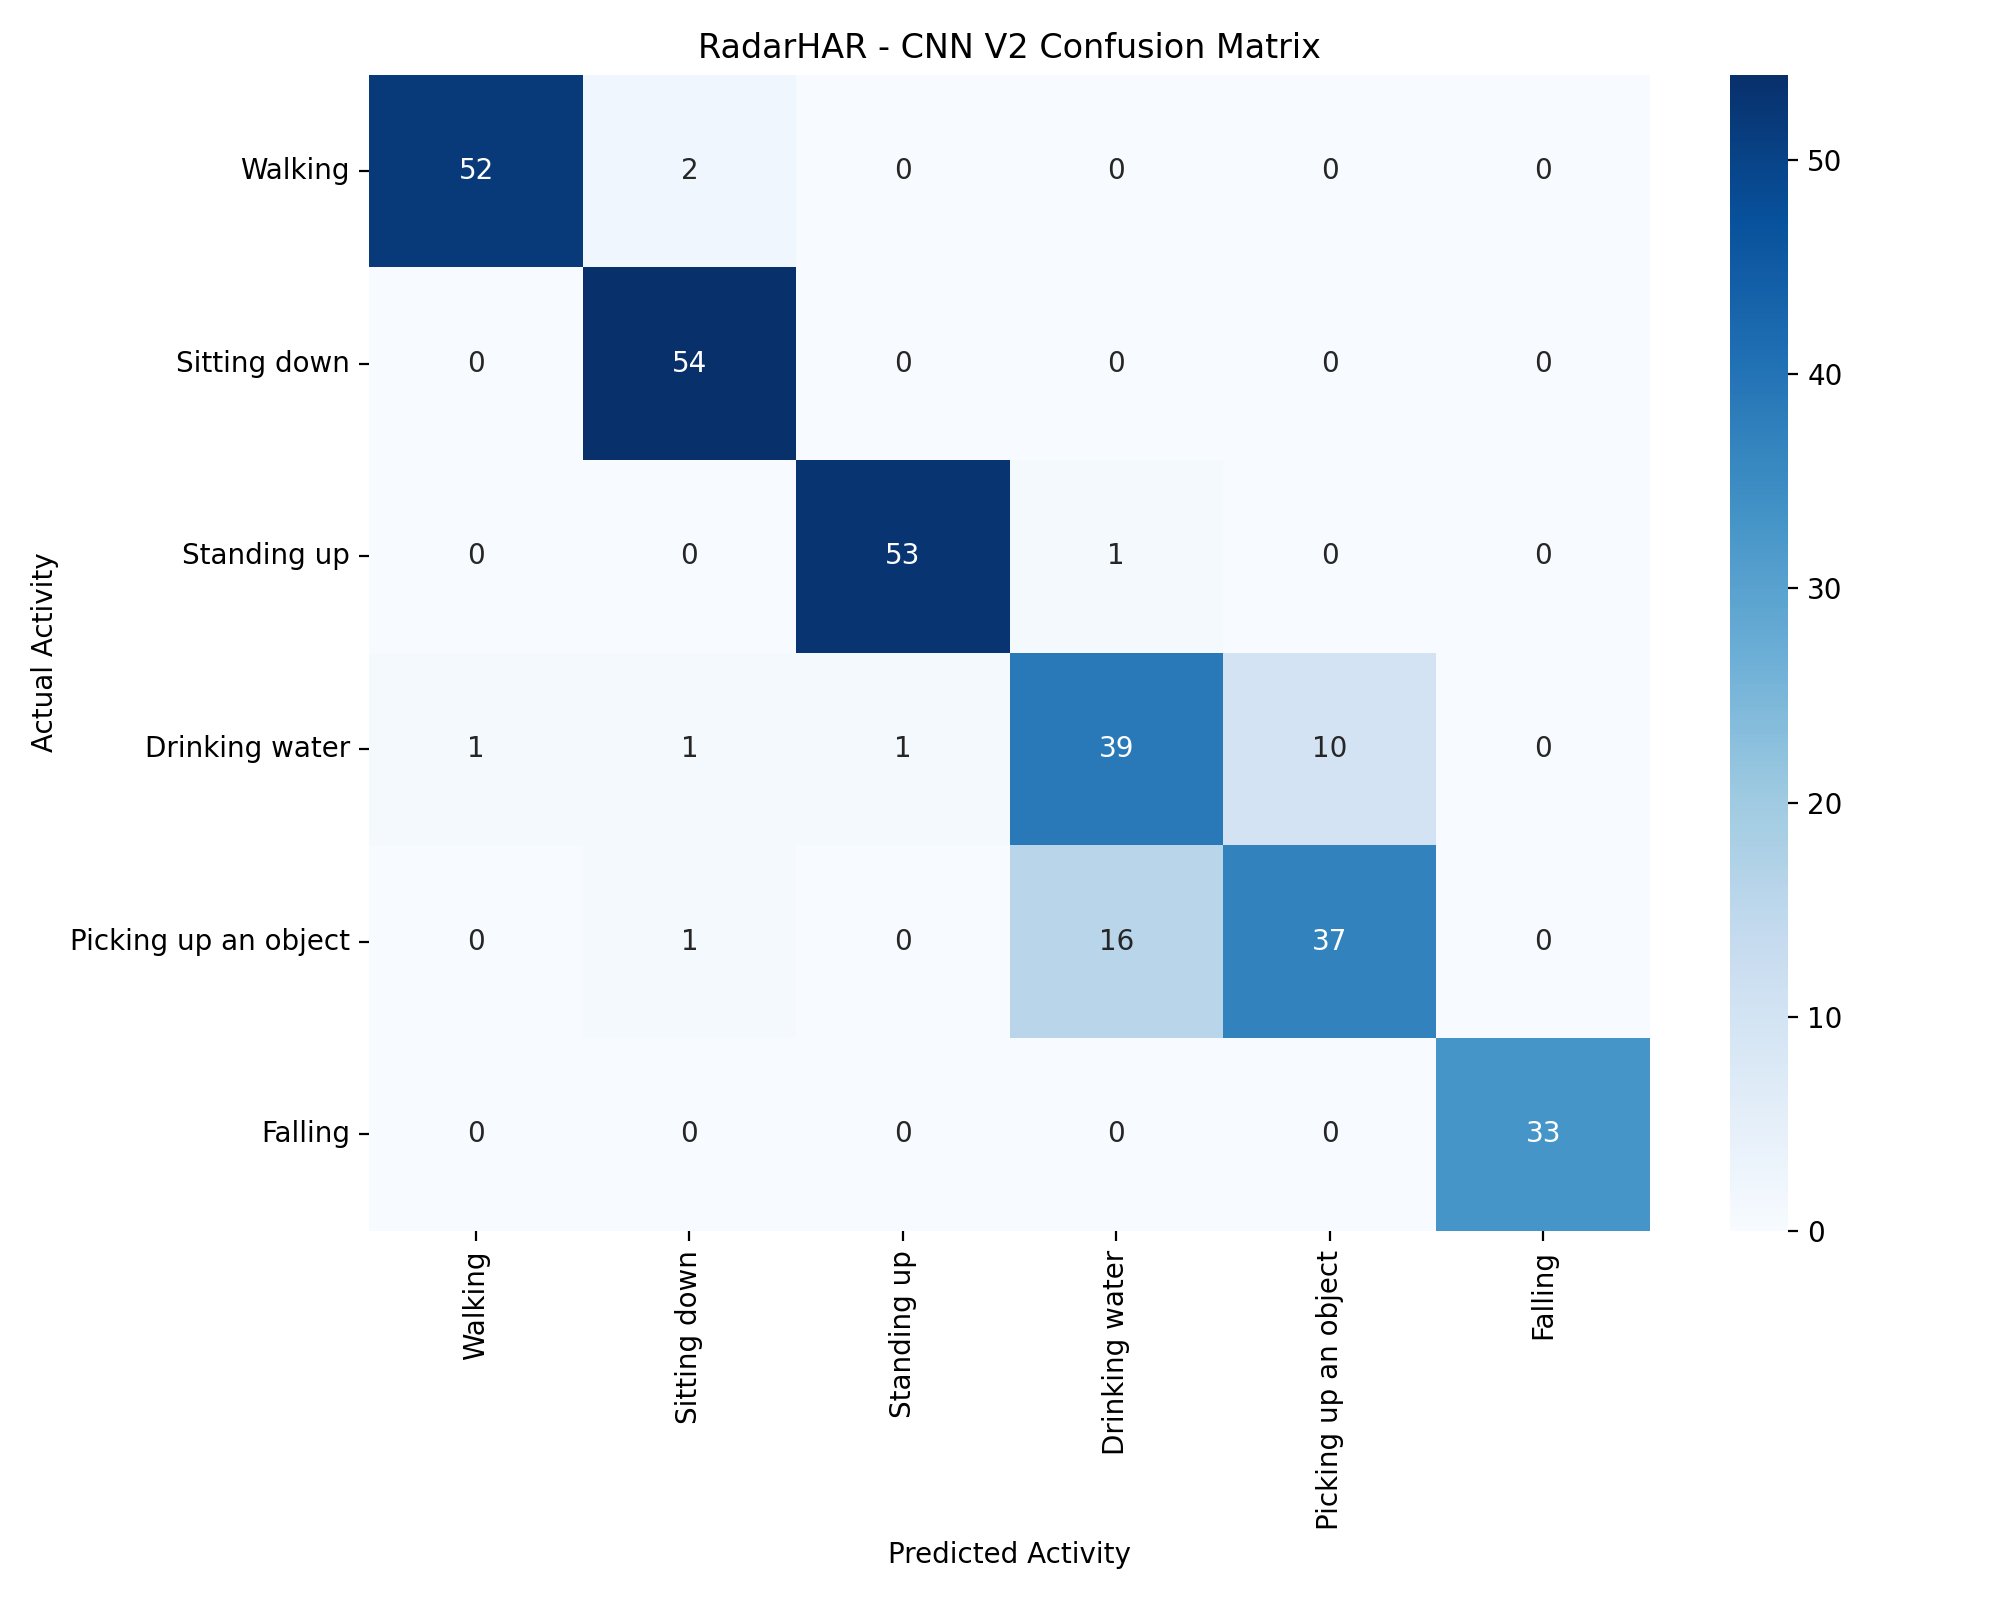 RadarHAR - CNN V2 Confusion Matrix
Actual Activity
Walking 52 2 0 0 0 0
Sitting down 0 54 0 0 0 0
Standing up 0 0 53 1 0 0
Drinking water 1 1 1 39 10 0
Picking up an object 0 1 0 16 37 0
Falling 0 0 0 0 0 33
Walking
Sitting down
Standing up
Drinking water
Picking up an object
Falling
Predicted Activity
50
40
30
20
10
0